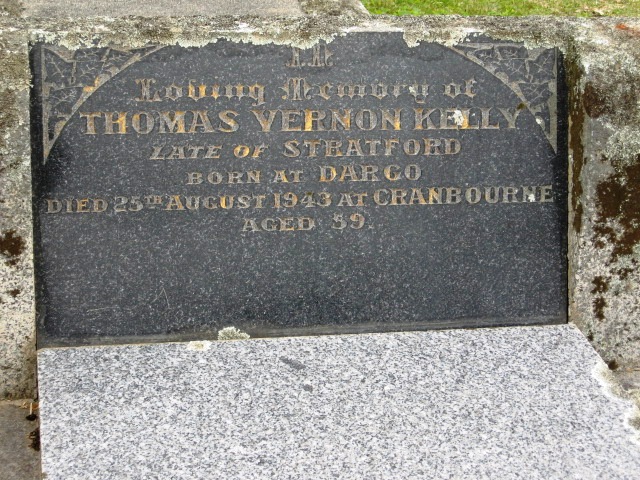 In
Loving Memory of
THOMAS VERNON KELLY
LATE OF STRATFORD
BORN AT DARGO
DIED 25TH AUGUST 1943 AT CRANBOURNE
AGED 59.